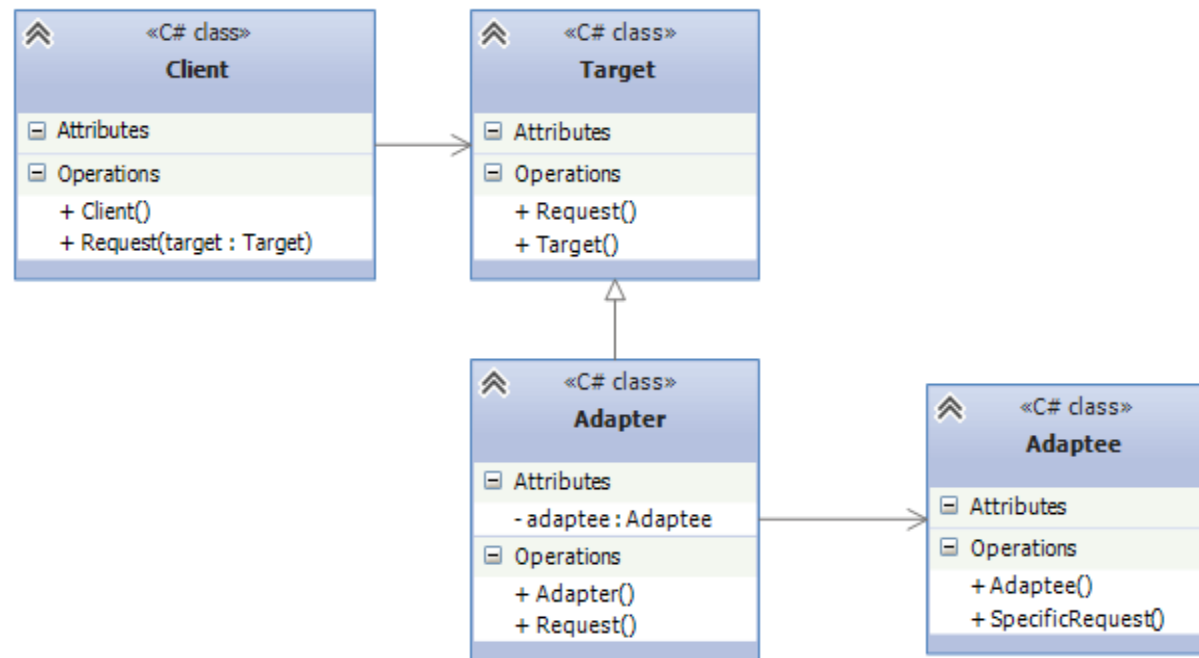 «C# class»
Client
Attributes
Operations
+ Client()
+ Request(target : Target)
«C# class»
Target
Attributes
Operations
+ Request()
+ Target()
«C# class»
Adapter
Attributes
- adaptee : Adaptee
Operations
+ Adapter()
+ Request()
«C# class»
Adaptee
Attributes
Operations
+ Adaptee()
+ SpecificRequest()